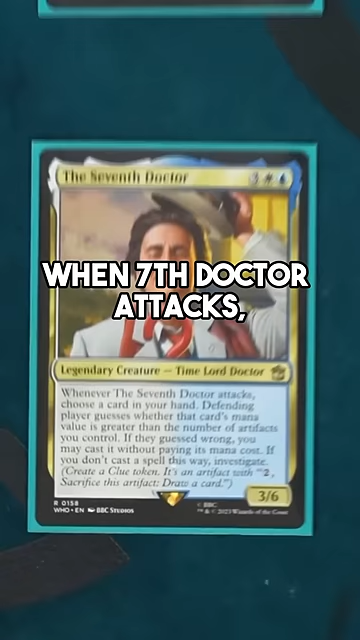 The Seventh Doctor 3
WHEN 7TH DOCTOR
ATTACKS,
Legendary Creature — Time Lord Doctor
Whenever The Seventh Doctor attacks,
choose a card in your hand. Defending
player guesses whether that card's mana
value is greater than the number of artifacts
you control. If they guessed wrong, you
may cast it without paying its mana cost. If
you don't cast a spell this way, investigate.
(Create a Clue token. It's an artifact with "2,
Sacrifice this artifact: Draw a card.")
3/6
R 0158
WHO • EN BBC Studios
© BBC
™ & © 2023 Wizards of the Coast